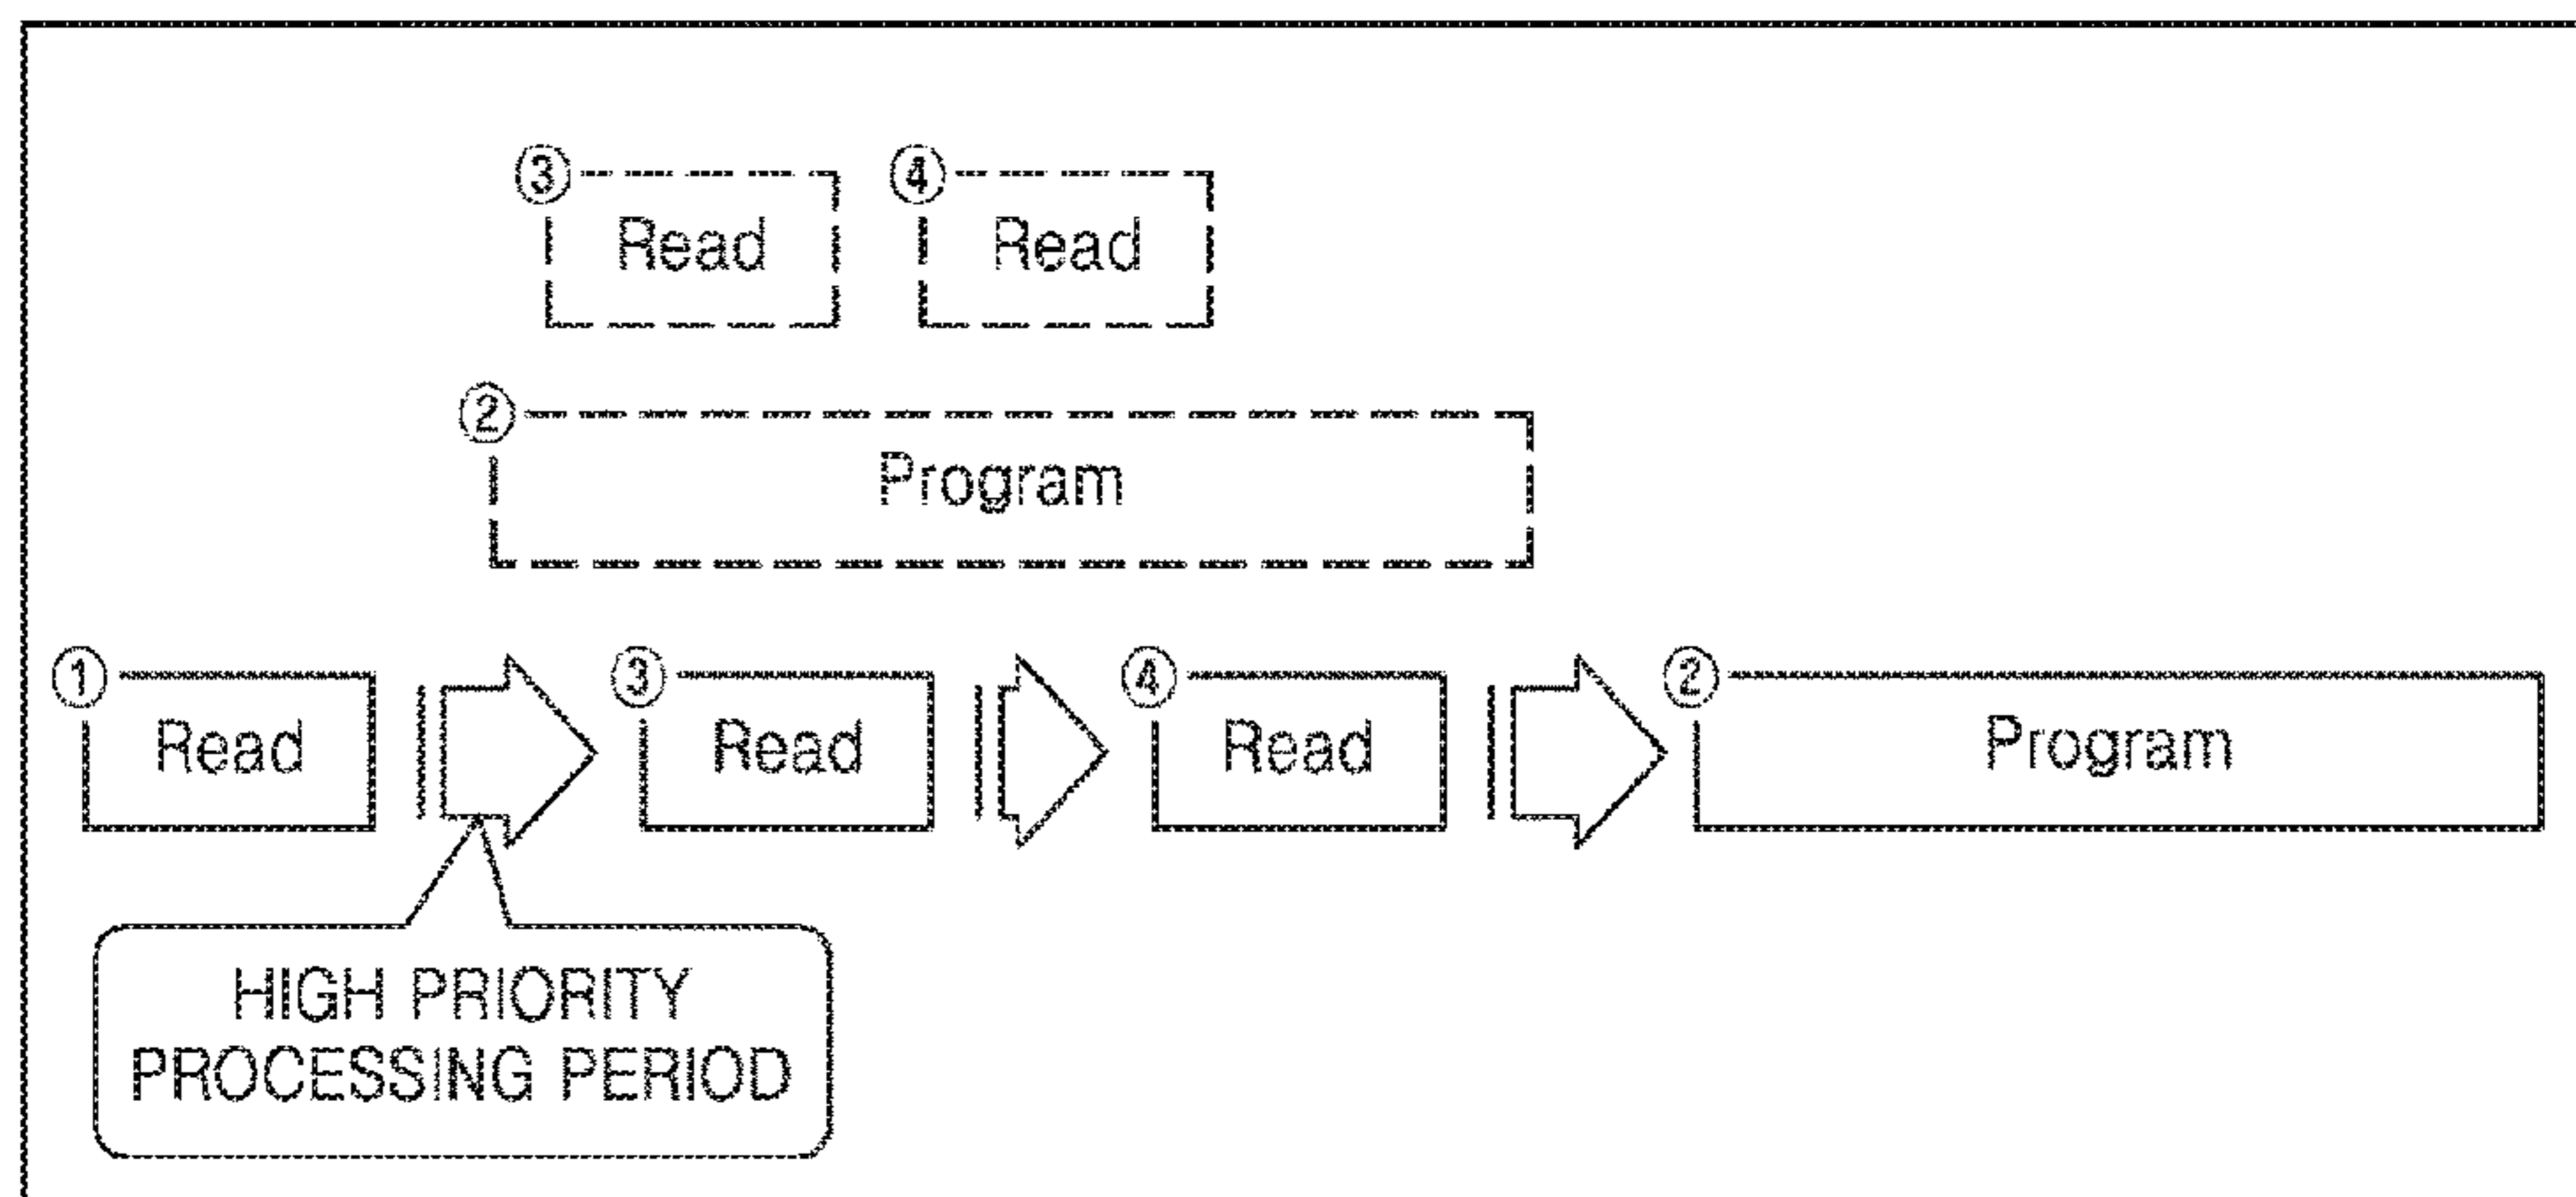 ③ Read ④ Read
② Program
① Read ③ Read ④ Read ② Program
HIGH PRIORITY
PROCESSING PERIOD